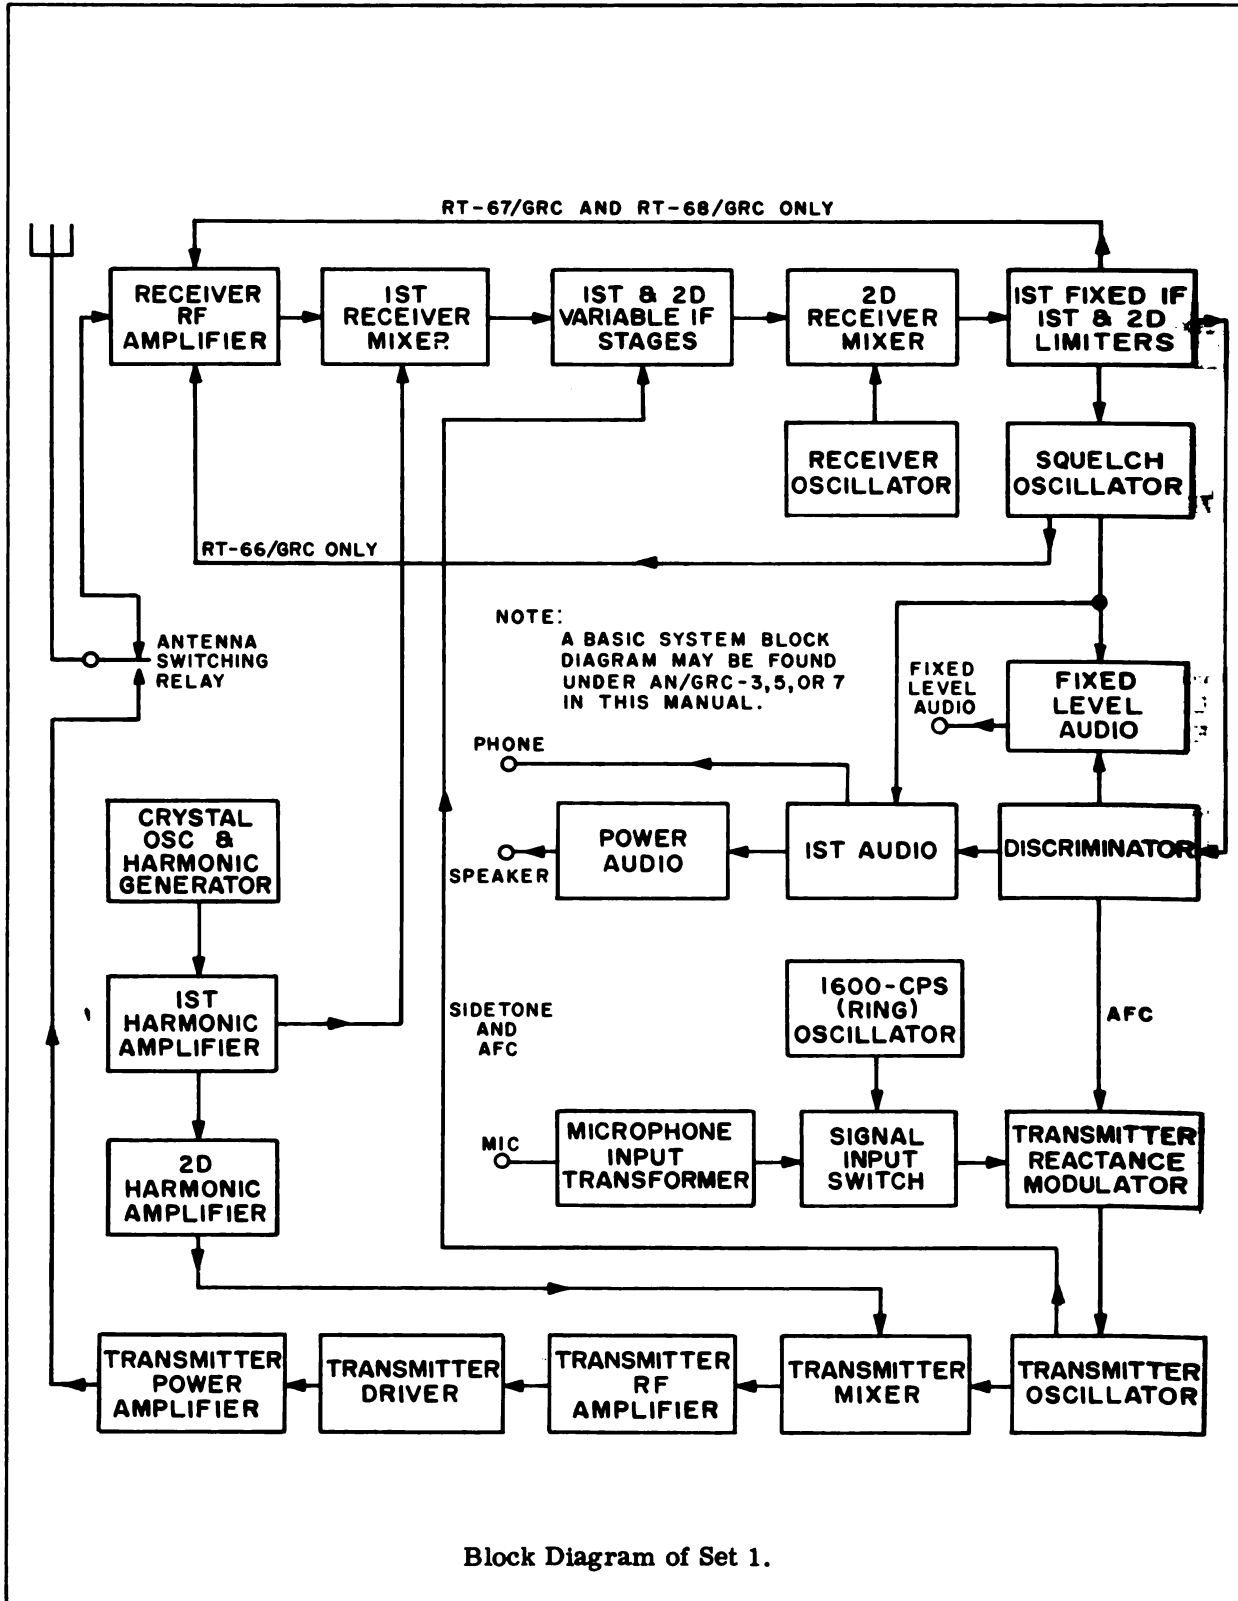 RT-67/GRC AND RT-68/GRC ONLY
RECEIVER
RF
AMPLIFIER
1ST
RECEIVER
MIXER
1ST & 2D
VARIABLE IF
STAGES
2D
RECEIVER
MIXER
1ST FIXED IF
1ST & 2D
LIMITERS
RECEIVER
OSCILLATOR
SQUELCH
OSCILLATOR
RT-66/GRC ONLY
ANTENNA
SWITCHING
RELAY
NOTE:
A BASIC SYSTEM BLOCK
DIAGRAM MAY BE FOUND
UNDER AN/GRC-3,5,OR 7
IN THIS MANUAL.
FIXED
LEVEL
AUDIO
FIXED
LEVEL
AUDIO
PHONE
CRYSTAL
OSC &
HARMONIC
GENERATOR
SPEAKER
POWER
AUDIO
1ST AUDIO
DISCRIMINATOR
1ST
HARMONIC
AMPLIFIER
SIDETONE
AND
AFC
1600-CPS
(RING)
OSCILLATOR
AFC
2D
HARMONIC
AMPLIFIER
MIC
MICROPHONE
INPUT
TRANSFORMER
SIGNAL
INPUT
SWITCH
TRANSMITTER
REACTANCE
MODULATOR
TRANSMITTER
POWER
AMPLIFIER
TRANSMITTER
DRIVER
TRANSMITTER
RF
AMPLIFIER
TRANSMITTER
MIXER
TRANSMITTER
OSCILLATOR
Block Diagram of Set 1.